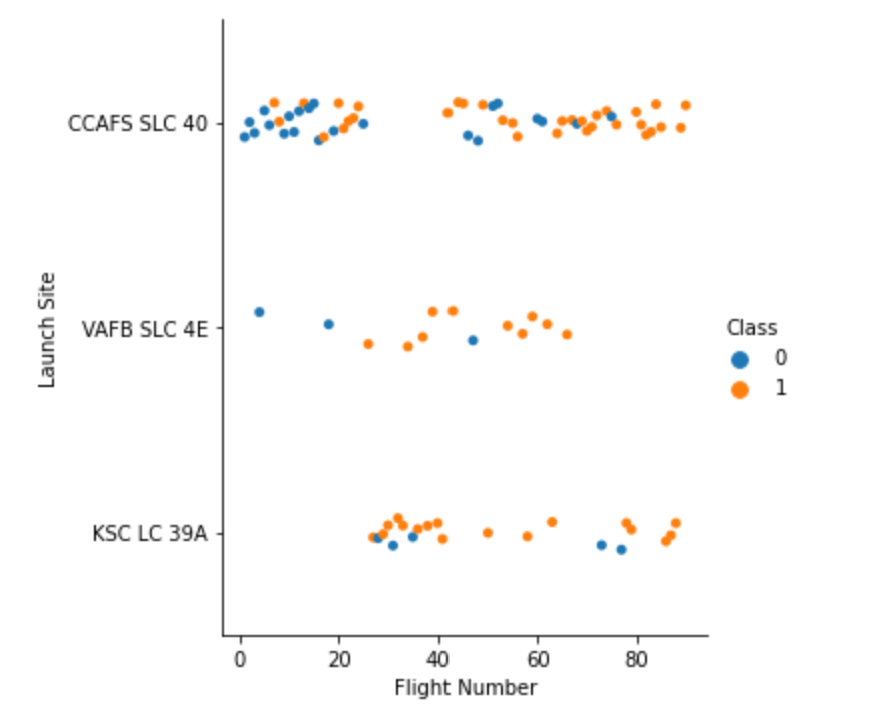 CCAFS SLC 40
VAFB SLC 4E
KSC LC 39A
Launch Site
0 20 40 60 80
Flight Number
Class
0
1